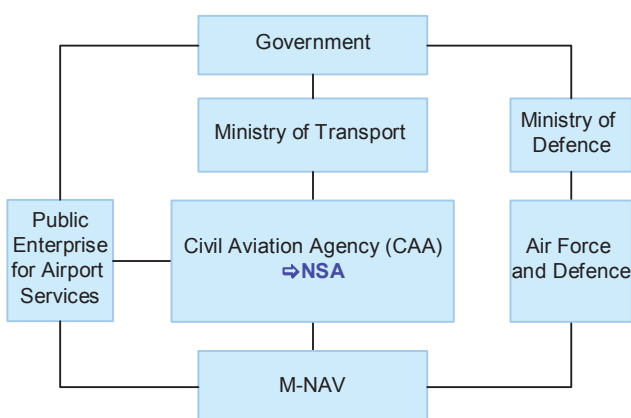 Government
Ministry of Transport
Ministry of
Defence
Public
Enterprise
for Airport
Services
Civil Aviation Agency (CAA)
⇨NSA
Air Force
and Defence
M-NAV